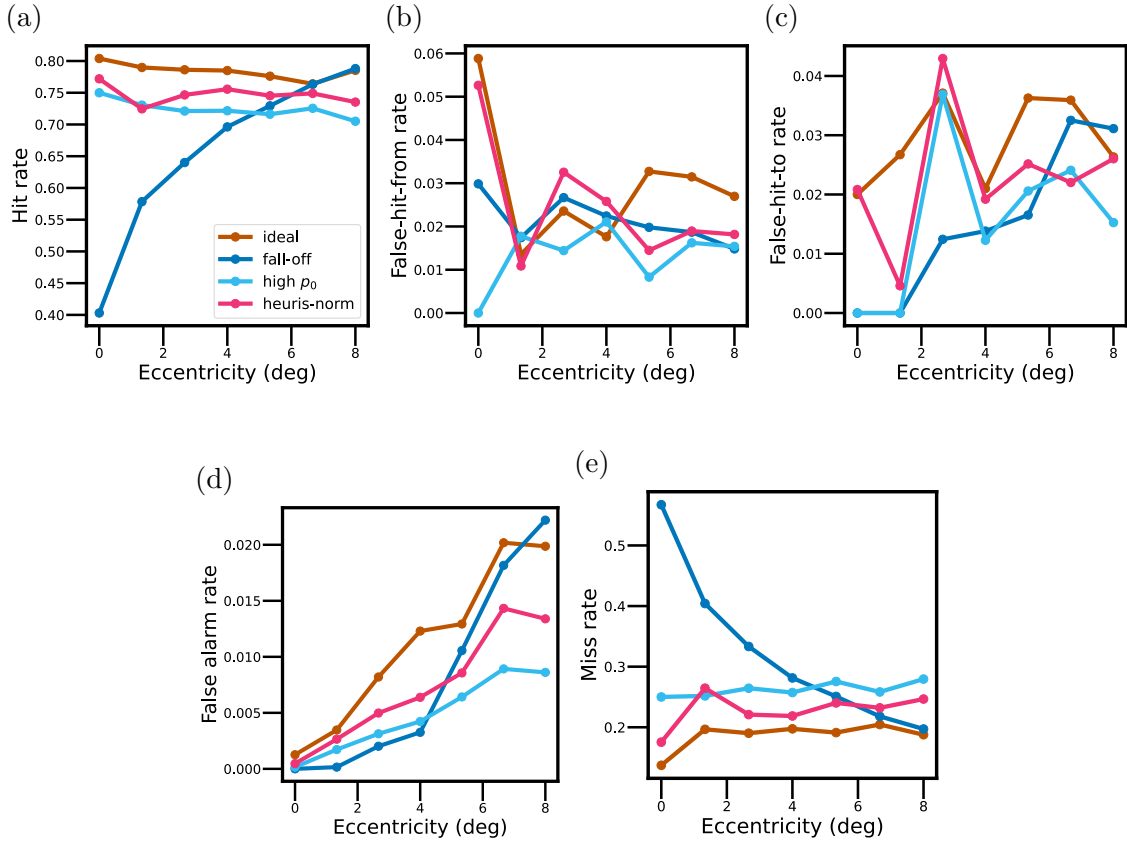 (a)
Hit rate
0.80
0.75
0.70
0.65
0.60
0.55
0.50
0.45
0.40
ideal
fall-off
high p₀
heuris-norm
0 2 4 6 8
Eccentricity (deg)
(b)
False-hit-from rate
0.06
0.05
0.04
0.03
0.02
0.01
0.00
0 2 4 6 8
Eccentricity (deg)
(c)
False-hit-to rate
0.04
0.03
0.02
0.01
0.00
0 2 4 6 8
Eccentricity (deg)
(d)
False alarm rate
0.020
0.015
0.010
0.005
0.000
0 2 4 6 8
Eccentricity (deg)
(e)
Miss rate
0.5
0.4
0.3
0.2
0 2 4 6 8
Eccentricity (deg)